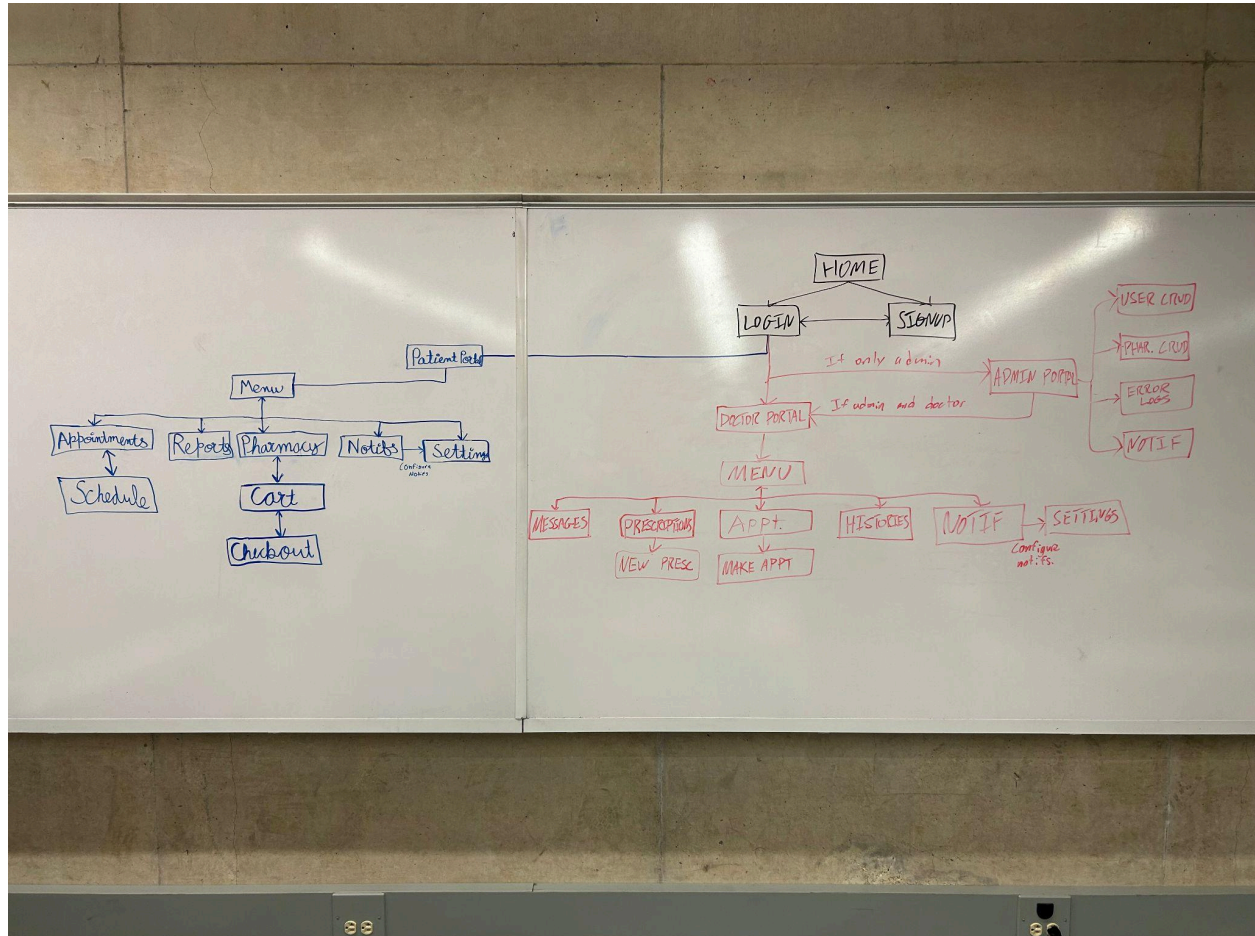 HOME
LOGIN
SIGNUP
Patient Portal
Menu
Appointments
Reports
Pharmacy
Notifs
Configure
Notifs
Settings
Schedule
Cart
Checkout
If only admin
ADMIN PORTAL
USER CRUD
PHAR. CRUD
ERROR
LOGS
NOTIF
If admin and doctor
DOCTOR PORTAL
MENU
MESSAGES
PRESCRIPTIONS
Appt.
HISTORIES
NOTIF
Configure
notifs.
SETTINGS
NEW PRESC
MAKE APPT